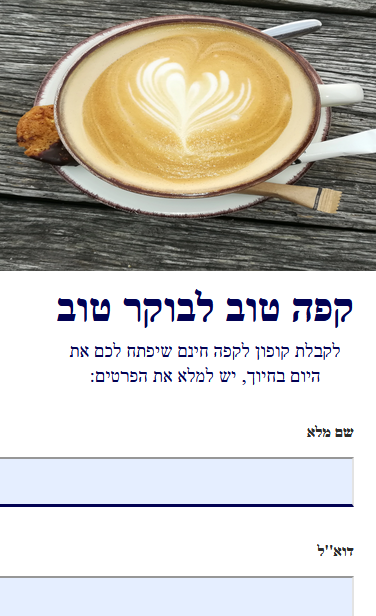 קפה טוב לבוקר טוב
לקבלת קופון לקפה חינם שיפתח לכם את
היום בחיוך, יש למלא את הפרטים:
שם מלא
דוא''ל